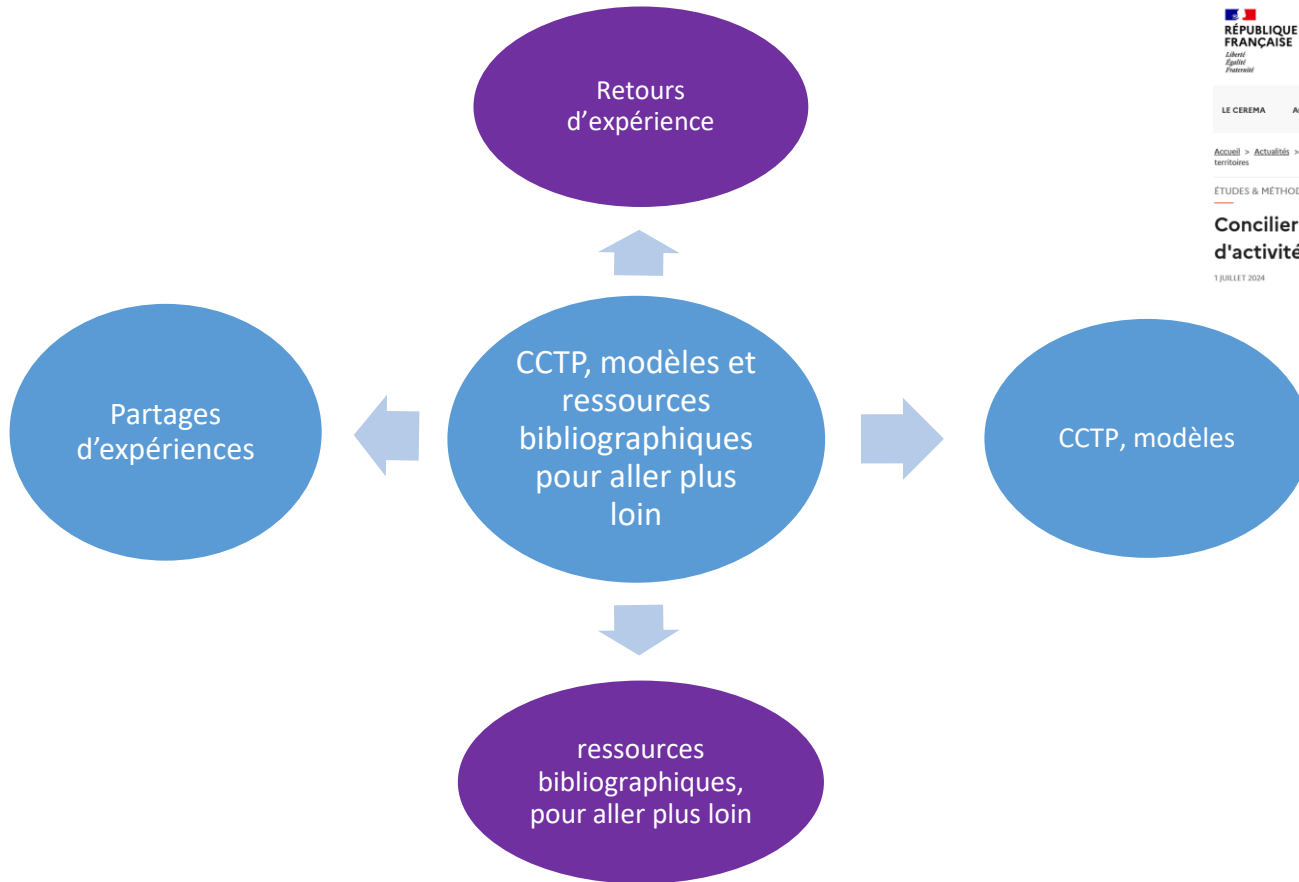 Retours
d'expérience
RÉPUBLIQUE
FRANÇAISE
Liberté
Égalité
Fraternité
LE CEREMA
Accueil > Actualités >
territoires
ÉTUDES & MÉTHOD
Concilier
d'activité
1 JUILLET 2024
Partages
d'expériences
CCTP, modèles et
ressources
bibliographiques
pour aller plus
loin
CCTP, modèles
ressources
bibliographiques,
pour aller plus loin